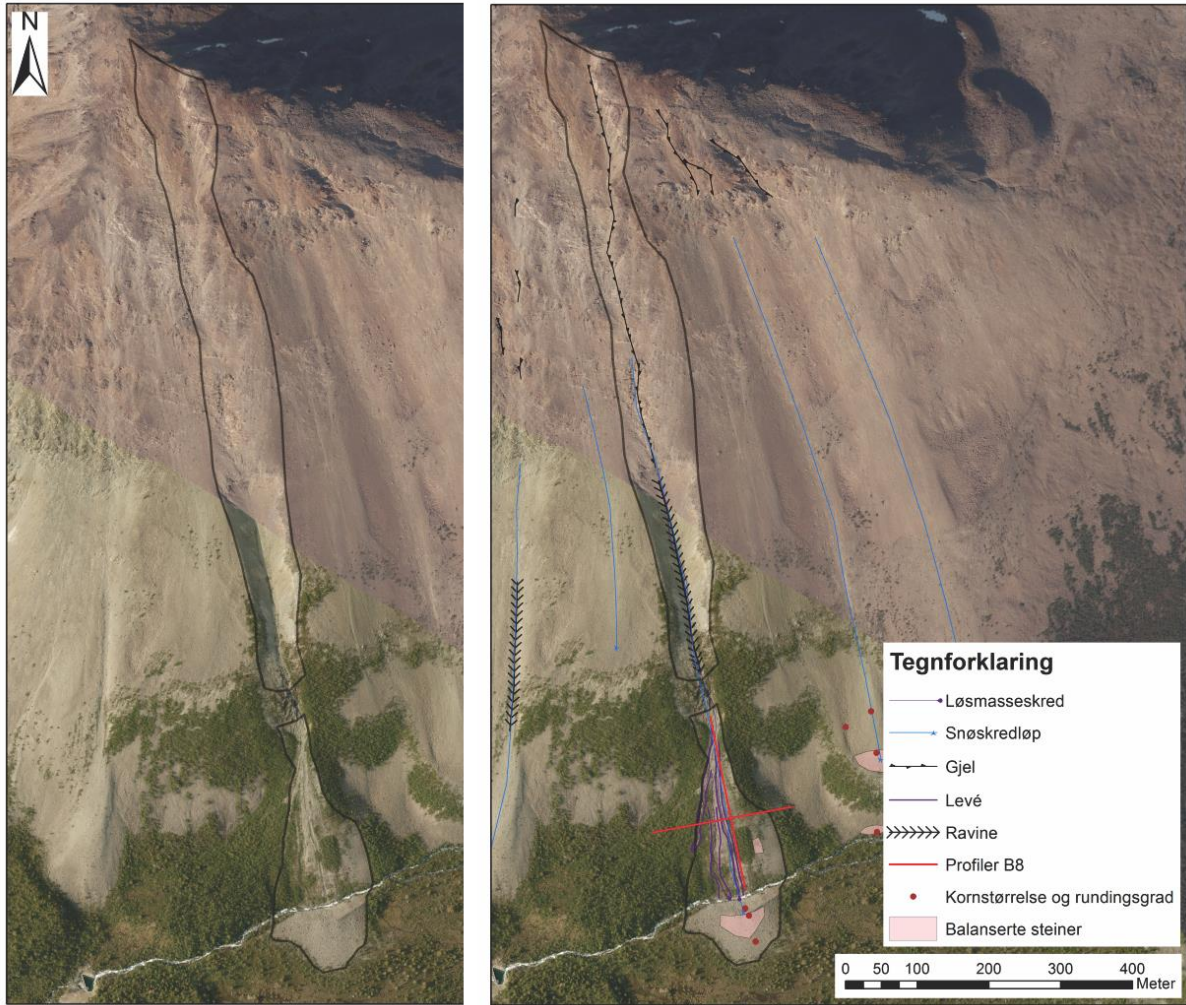 N
Tegnforklaring
Løsmasseskred
Snøskredløp
Gjel
Levé
Ravine
Profiler B8
Kornstørrelse og rundingsgrad
Balanserte steiner
0 50 100 200 300 400
Meter